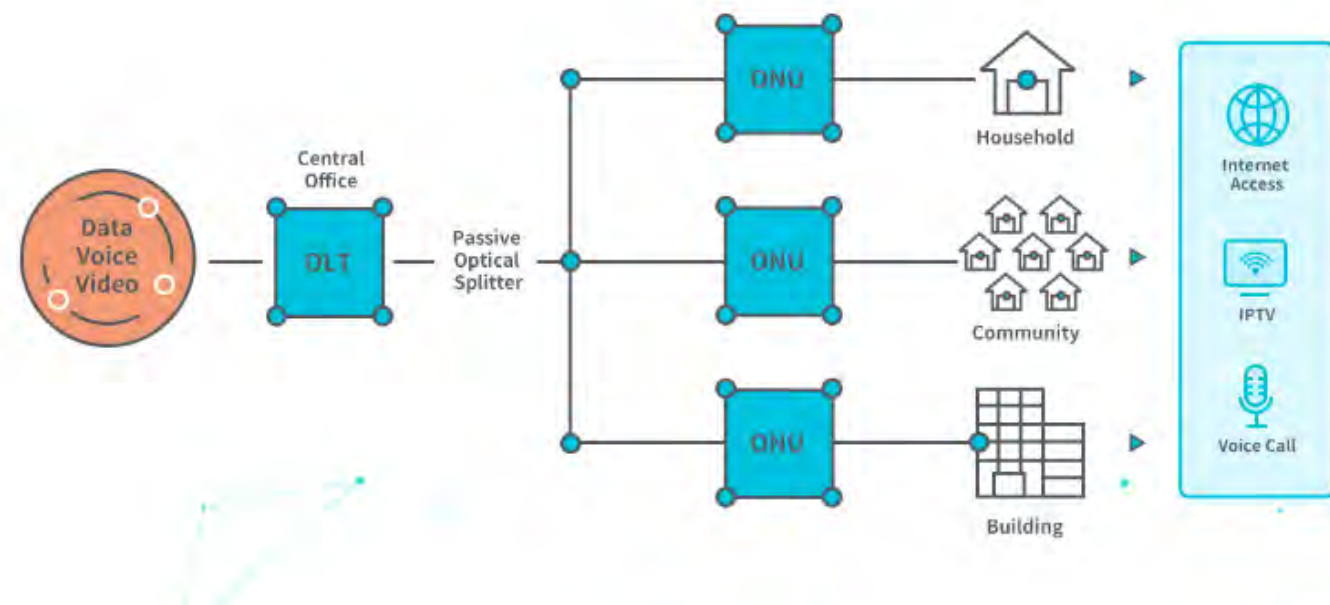 Data
Voice
Video
Central
Office
OLT
Passive
Optical
Splitter
ONU
Household
ONU
Community
ONU
Building
Internet
Access
IPTV
Voice Call